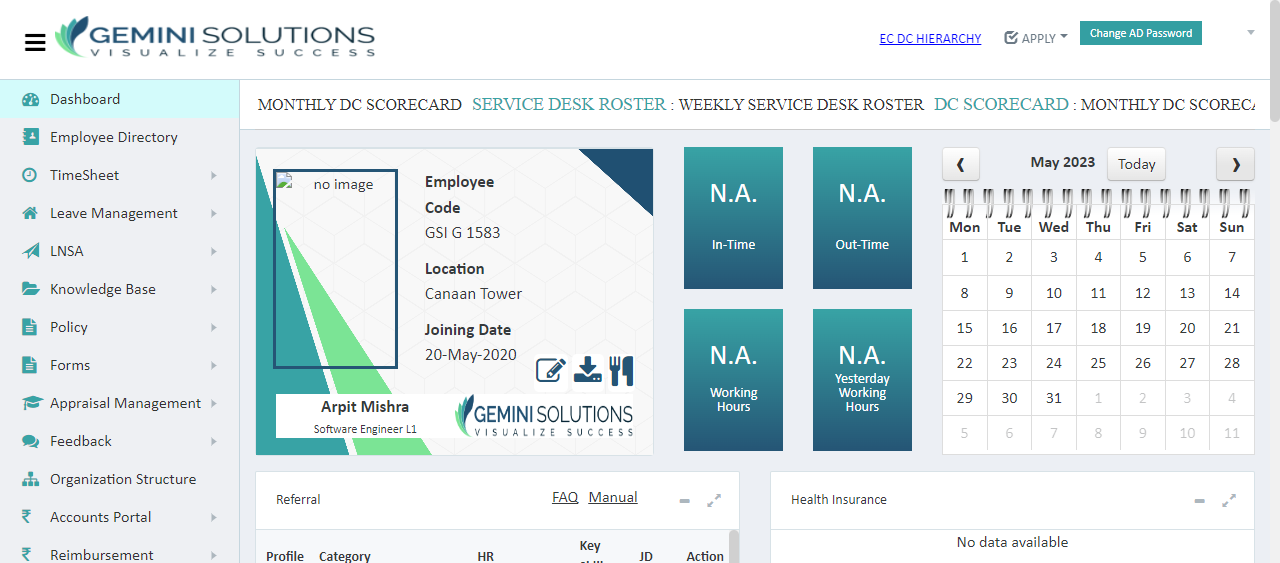 GEMINI SOLUTIONS
VISUALIZE SUCCESS
EC DC HIERARCHY
APPLY
Change AD Password
Dashboard
Employee Directory
TimeSheet
Leave Management
LNSA
Knowledge Base
Policy
Forms
Appraisal Management
Feedback
Organization Structure
Accounts Portal
Reimbursement
MONTHLY DC SCORECARD SERVICE DESK ROSTER : WEEKLY SERVICE DESK ROSTER DC SCORECARD : MONTHLY DC SCORECA
no image
Employee
Code
GSI G 1583
Location
Canaan Tower
Joining Date
20-May-2020
Arpit Mishra
Software Engineer L1
GEMINI SOLUTIONS
VISUALIZE SUCCESS
N.A.
In-Time
N.A.
Out-Time
N.A.
Working
Hours
N.A.
Yesterday
Working
Hours
May 2023 Today
Mon Tue Wed Thu Fri Sat Sun
1 2 3 4 5 6 7
8 9 10 11 12 13 14
15 16 17 18 19 20 21
22 23 24 25 26 27 28
29 30 31 1 2 3 4
5 6 7 8 9 10 11
Referral FAQ Manual
Profile Category HR Key JD Action
Health Insurance
No data available